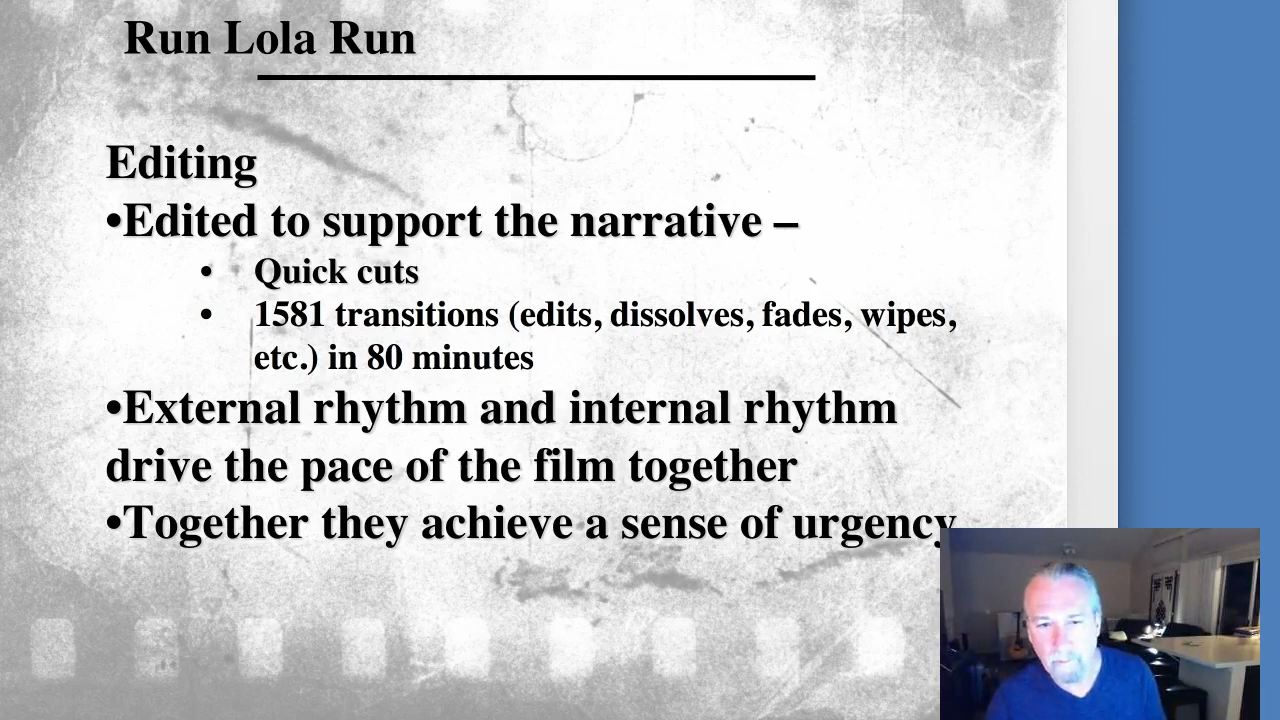 Run Lola Run
Editing
•Edited to support the narrative –
• Quick cuts
• 1581 transitions (edits, dissolves, fades, wipes,
etc.) in 80 minutes
•External rhythm and internal rhythm
drive the pace of the film together
•Together they achieve a sense of urgency